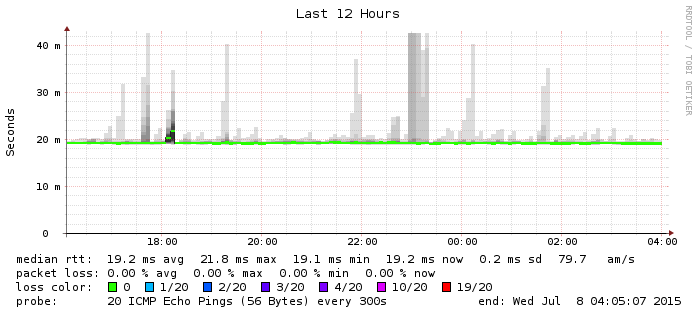 Last 12 Hours
RRDTOOL / TOBI OETIKER
Seconds
40 m
30 m
20 m
10 m
0
18:00 20:00 22:00 00:00 02:00 04:00
median rtt: 19.2 ms avg 21.8 ms max 19.1 ms min 19.2 ms now 0.2 ms sd 79.7 am/s
packet loss: 0.00 % avg 0.00 % max 0.00 % min 0.00 % now
loss color: 0 1/20 2/20 3/20 4/20 10/20 19/20
probe: 20 ICMP Echo Pings (56 Bytes) every 300s end: Wed Jul 8 04:05:07 2015